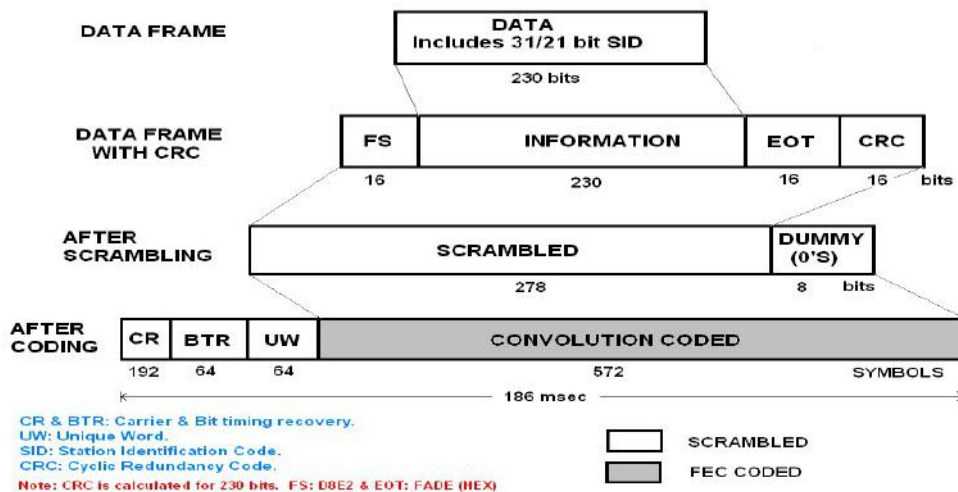 DATA FRAME
DATA
Includes 31/21 bit SID
230 bits
DATA FRAME
WITH CRC
FS
INFORMATION
EOT
CRC
16
230
16
16
bits
AFTER
SCRAMBLING
SCRAMBLED
DUMMY
(0'S)
278
8
bits
AFTER
CODING
CR
BTR
UW
CONVOLUTION CODED
192
64
64
572
SYMBOLS
186 msec
CR & BTR: Carrier & Bit timing recovery.
UW: Unique Word.
SID: Station Identification Code.
CRC: Cyclic Redundancy Code.
Note: CRC is calculated for 230 bits. FS: D8E2 & EOT: FADE (HEX)
SCRAMBLED
FEC CODED